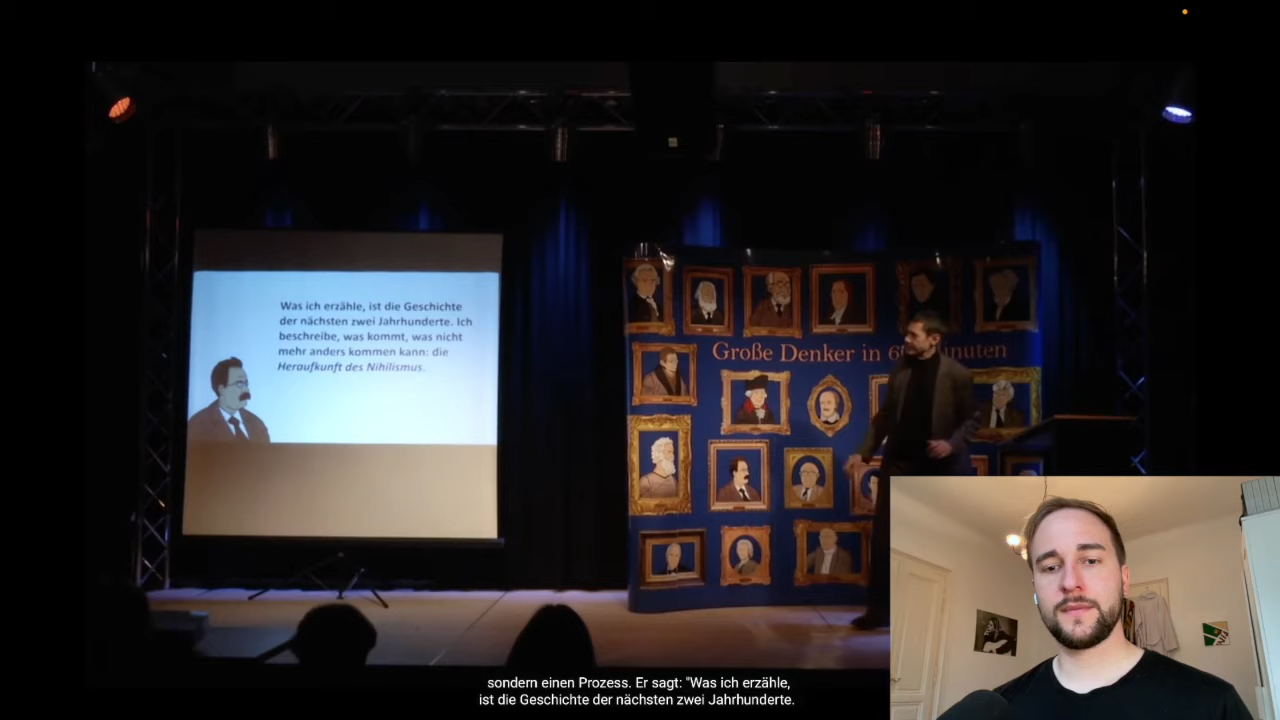 Was ich erzähle, ist die Geschichte
der nächsten zwei Jahrhunderte. Ich
beschreibe, was kommt, was nicht
mehr anders kommen kann: die
Heraufkunft des Nihilismus.
Große Denker in 6 inuten
sondern einen Prozess. Er sagt: "Was ich erzähle,
ist die Geschichte der nächsten zwei Jahrhunderte.